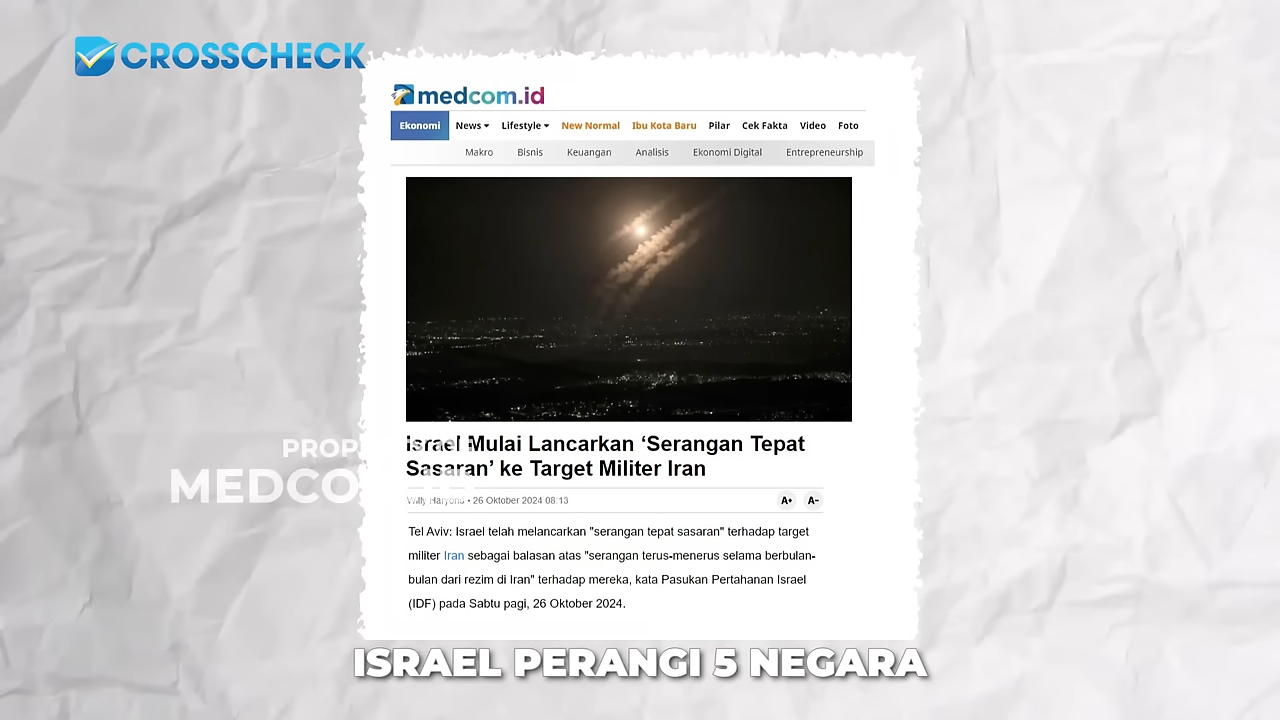 CROSSCHECK
medcom.id
Ekonomi News Lifestyle New Normal Ibu Kota Baru Pilar Cek Fakta Video Foto
Makro Bisnis Keuangan Analisis Ekonomi Digital Entrepreneurship
Israel Mulai Lancarkan ‘Serangan Tepat
Sasaran’ ke Target Militer Iran
Willy Haryono • 26 Oktober 2024 08:13
A+ A-
Tel Aviv: Israel telah melancarkan "serangan tepat sasaran" terhadap target
militer Iran sebagai balasan atas "serangan terus-menerus selama berbulan-
bulan dari rezim di Iran" terhadap mereka, kata Pasukan Pertahanan Israel
(IDF) pada Sabtu pagi, 26 Oktober 2024.
ISRAEL PERANGI 5 NEGARA